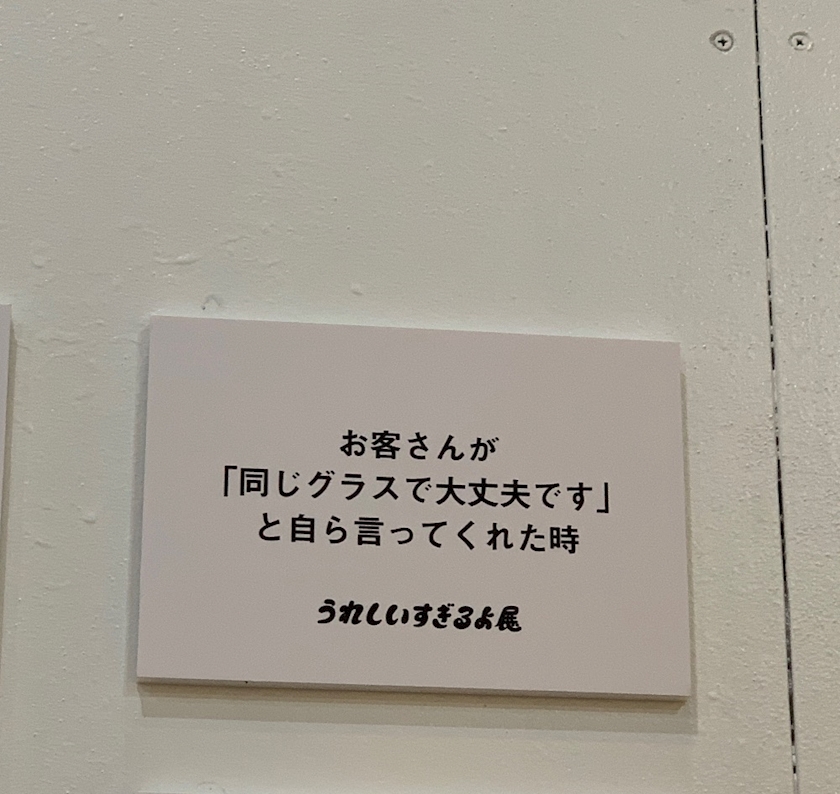 お客さんが
「同じグラスで大丈夫です」
と自ら言ってくれた時
うれしいすぎるよ展